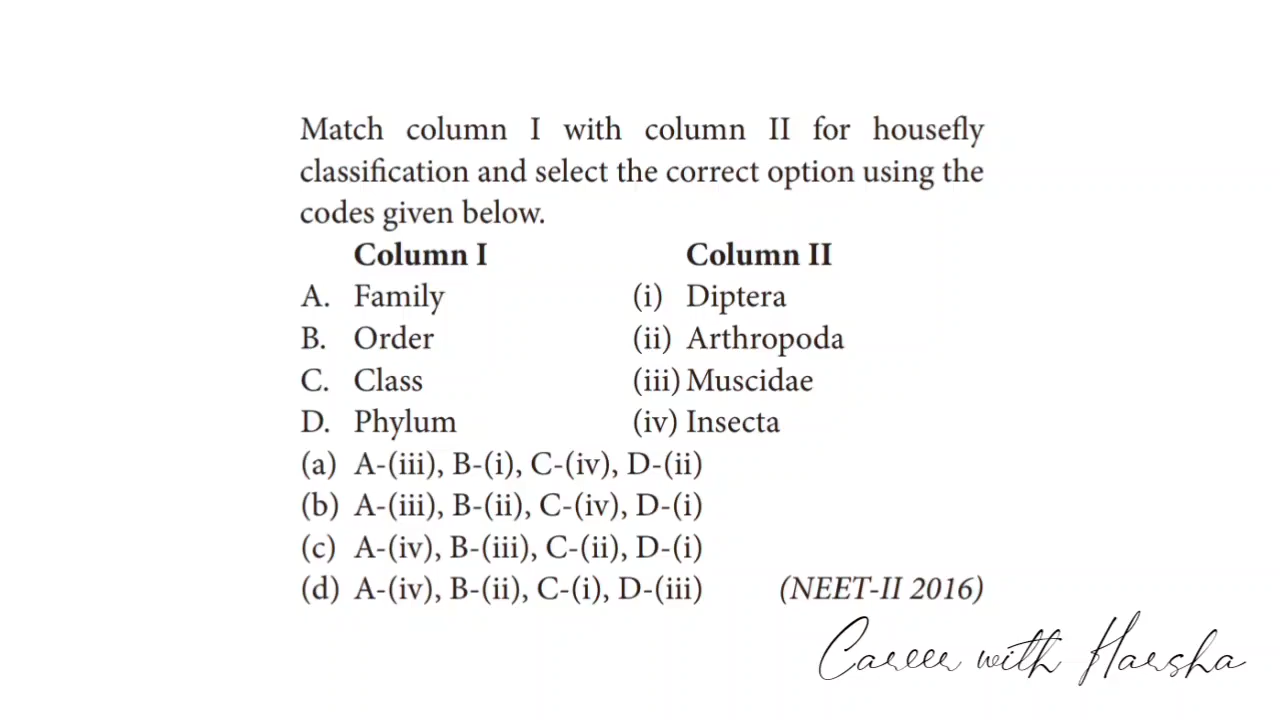 Match column I with column II for housefly
classification and select the correct option using the
codes given below.
Column I Column II
A. Family (i) Diptera
B. Order (ii) Arthropoda
C. Class (iii) Muscidae
D. Phylum (iv) Insecta
(a) A-(iii), B-(i), C-(iv), D-(ii)
(b) A-(iii), B-(ii), C-(iv), D-(i)
(c) A-(iv), B-(iii), C-(ii), D-(i)
(d) A-(iv), B-(ii), C-(i), D-(iii) (NEET-II 2016)
Career with Harsha